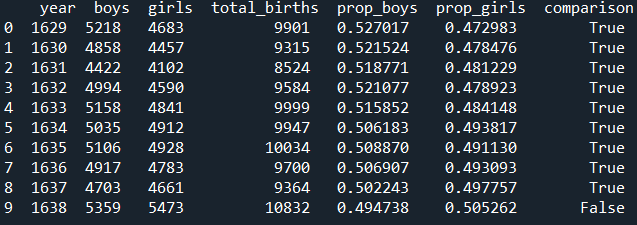 year boys girls total_births prop_boys prop_girls comparison
0 1629 5218 4683 9901 0.527017 0.472983 True
1 1630 4858 4457 9315 0.521524 0.478476 True
2 1631 4422 4102 8524 0.518771 0.481229 True
3 1632 4994 4590 9584 0.521077 0.478923 True
4 1633 5158 4841 9999 0.515852 0.484148 True
5 1634 5035 4912 9947 0.506183 0.493817 True
6 1635 5106 4928 10034 0.508870 0.491130 True
7 1636 4917 4783 9700 0.506907 0.493093 True
8 1637 4703 4661 9364 0.502243 0.497757 True
9 1638 5359 5473 10832 0.494738 0.505262 False